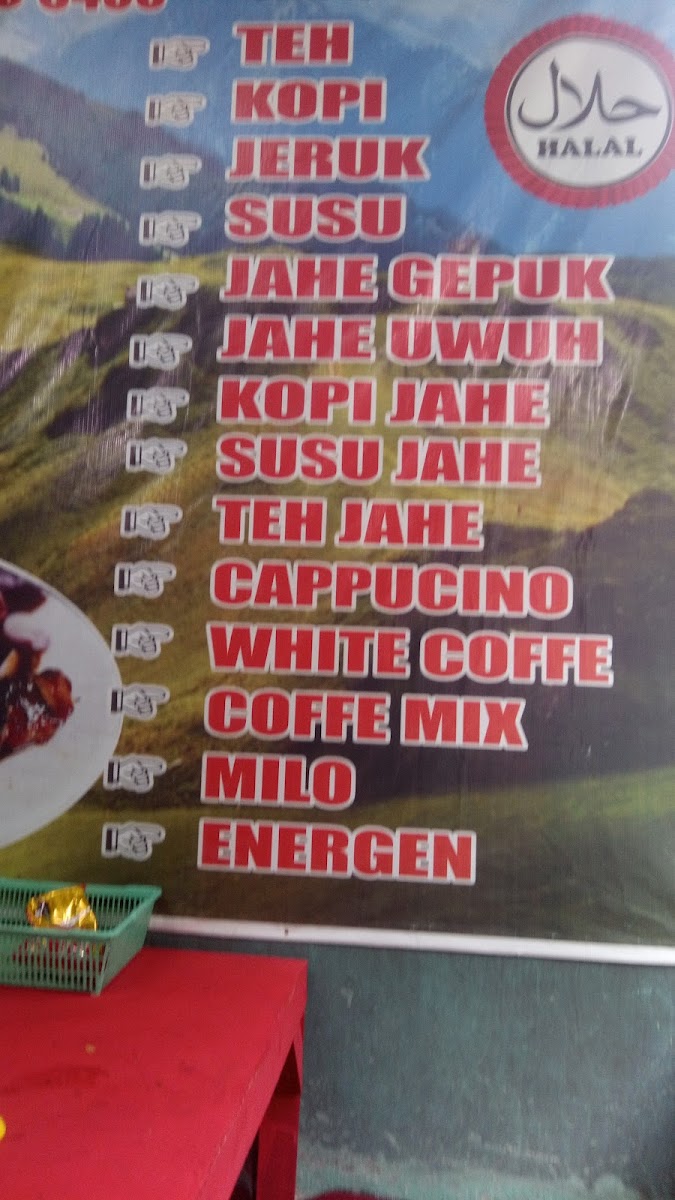 TEH
KOPI
JERUK
SUSU
JAHE GEPUK
JAHE UWUH
KOPI JAHE
SUSU JAHE
TEH JAHE
CAPPUCINO
WHITE COFFE
COFFE MIX
MILO
ENERGEN
حلال
HALAL